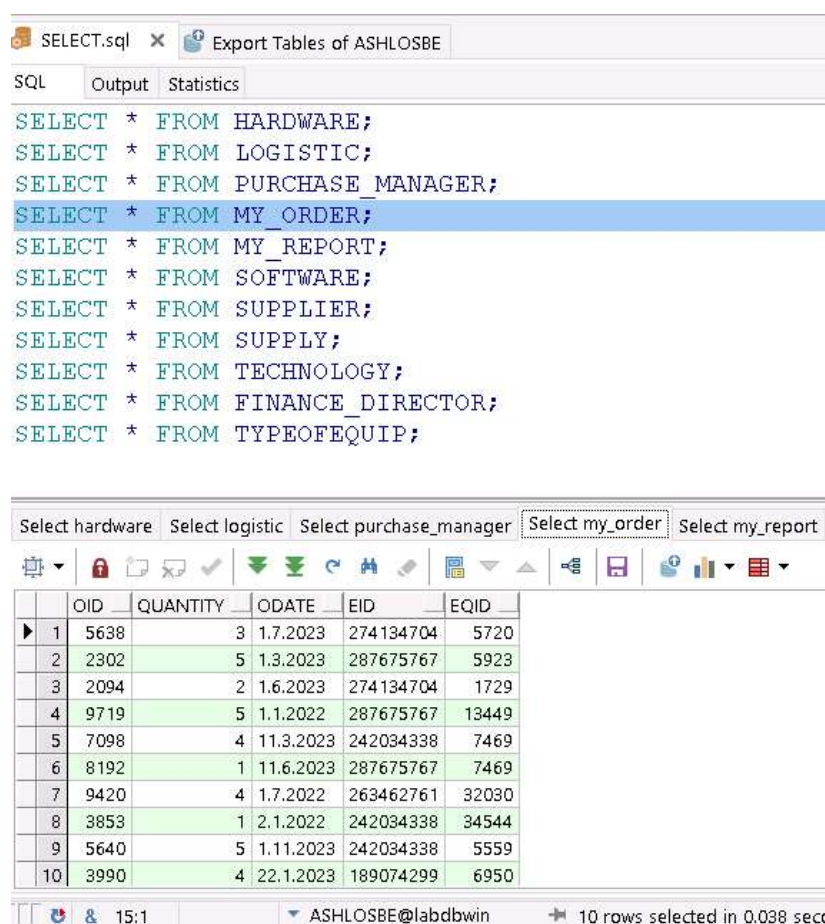 SELECT.sql Export Tables of ASHLOSBE
SQL Output Statistics
SELECT * FROM HARDWARE;
SELECT * FROM LOGISTIC;
SELECT * FROM PURCHASE_MANAGER;
SELECT * FROM MY_ORDER;
SELECT * FROM MY_REPORT;
SELECT * FROM SOFTWARE;
SELECT * FROM SUPPLIER;
SELECT * FROM SUPPLY;
SELECT * FROM TECHNOLOGY;
SELECT * FROM FINANCE_DIRECTOR;
SELECT * FROM TYPEOFEQUIP;
Select hardware Select logistic Select purchase_manager Select my_order Select my_report
OID QUANTITY ODATE EID EQID
1 5638 3 1.7.2023 274134704 5720
2 2302 5 1.3.2023 287675767 5923
3 2094 2 1.6.2023 274134704 1729
4 9719 5 1.1.2022 287675767 13449
5 7098 4 11.3.2023 242034338 7469
6 8192 1 11.6.2023 287675767 7469
7 9420 4 1.7.2022 263462761 32030
8 3853 1 2.1.2022 242034338 34544
9 5640 5 1.11.2023 242034338 5559
10 3990 4 22.1.2023 189074299 6950
& 15:1 ASHLOSBE@labdbwin 10 rows selected in 0.038 seco